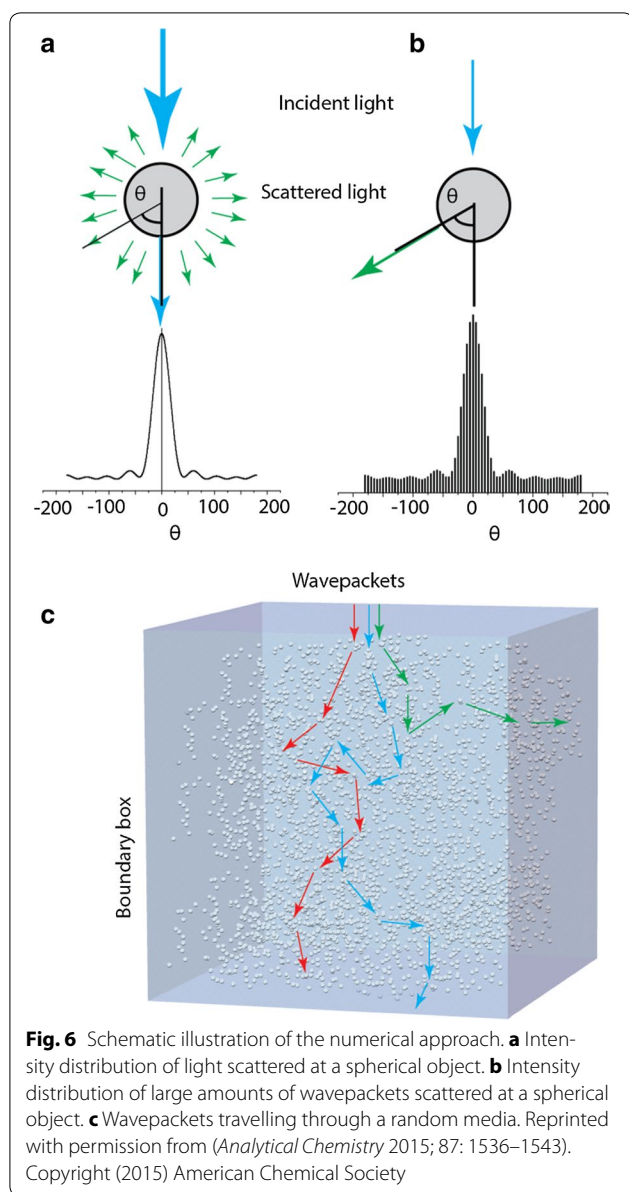 a
b
Incident light
Scattered light
θ
θ
-200 -100 0 100 200
θ
-200 -100 0 100 200
θ
Wavepackets
c
Boundary box
Fig. 6 Schematic illustration of the numerical approach. a Inten-
sity distribution of light scattered at a spherical object. b Intensity
distribution of large amounts of wavepackets scattered at a spherical
object. c Wavepackets travelling through a random media. Reprinted
with permission from (Analytical Chemistry 2015; 87: 1536–1543).
Copyright (2015) American Chemical Society